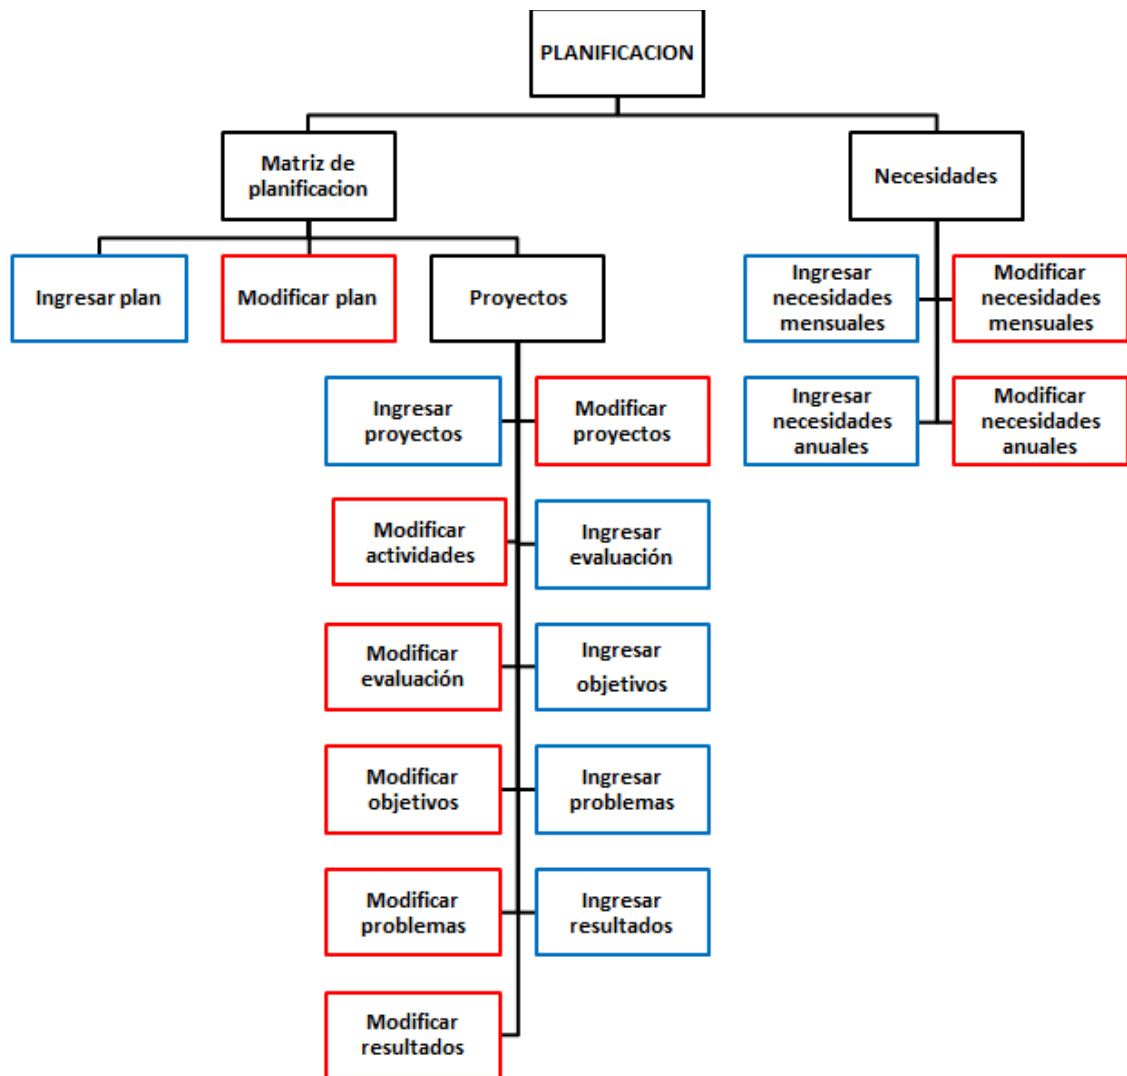 PLANIFICACION
Matriz de
planificacion
Necesidades
Ingresar plan
Modificar plan
Proyectos
Ingresar
necesidades
mensuales
Modificar
necesidades
mensuales
Ingresar
proyectos
Modificar
proyectos
Ingresar
necesidades
anuales
Modificar
necesidades
anuales
Modificar
actividades
Ingresar
evaluación
Modificar
evaluación
Ingresar
objetivos
Modificar
objetivos
Ingresar
problemas
Modificar
problemas
Ingresar
resultados
Modificar
resultados